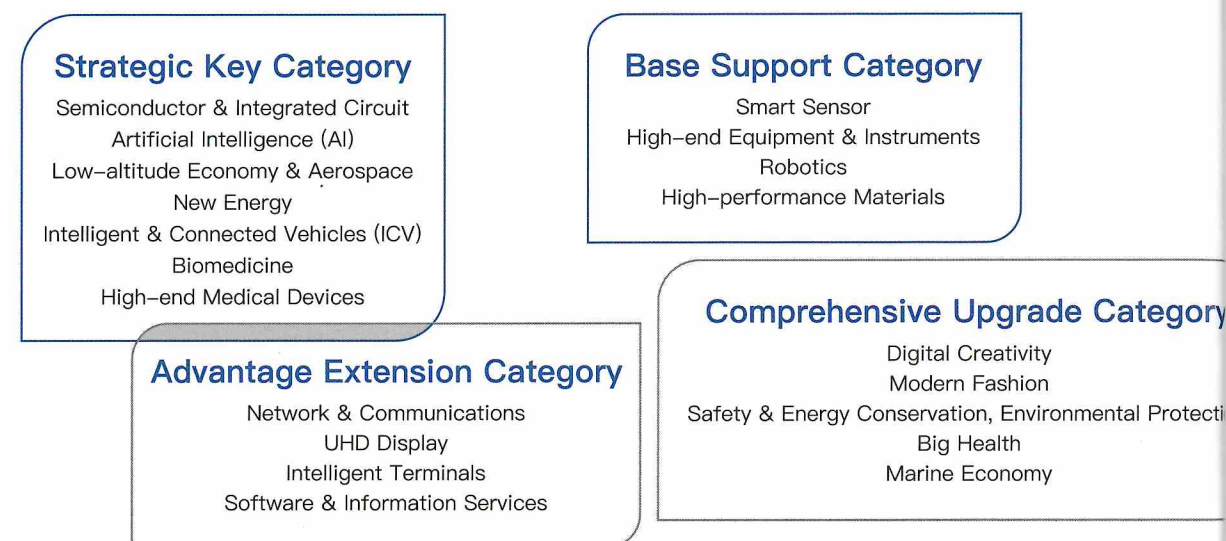 Strategic Key Category
Semiconductor & Integrated Circuit
Artificial Intelligence (AI)
Low-altitude Economy & Aerospace
New Energy
Intelligent & Connected Vehicles (ICV)
Biomedicine
High-end Medical Devices
Base Support Category
Smart Sensor
High-end Equipment & Instruments
Robotics
High-performance Materials
Advantage Extension Category
Network & Communications
UHD Display
Intelligent Terminals
Software & Information Services
Comprehensive Upgrade Category
Digital Creativity
Modern Fashion
Safety & Energy Conservation, Environmental
Big Health
Marine Economy